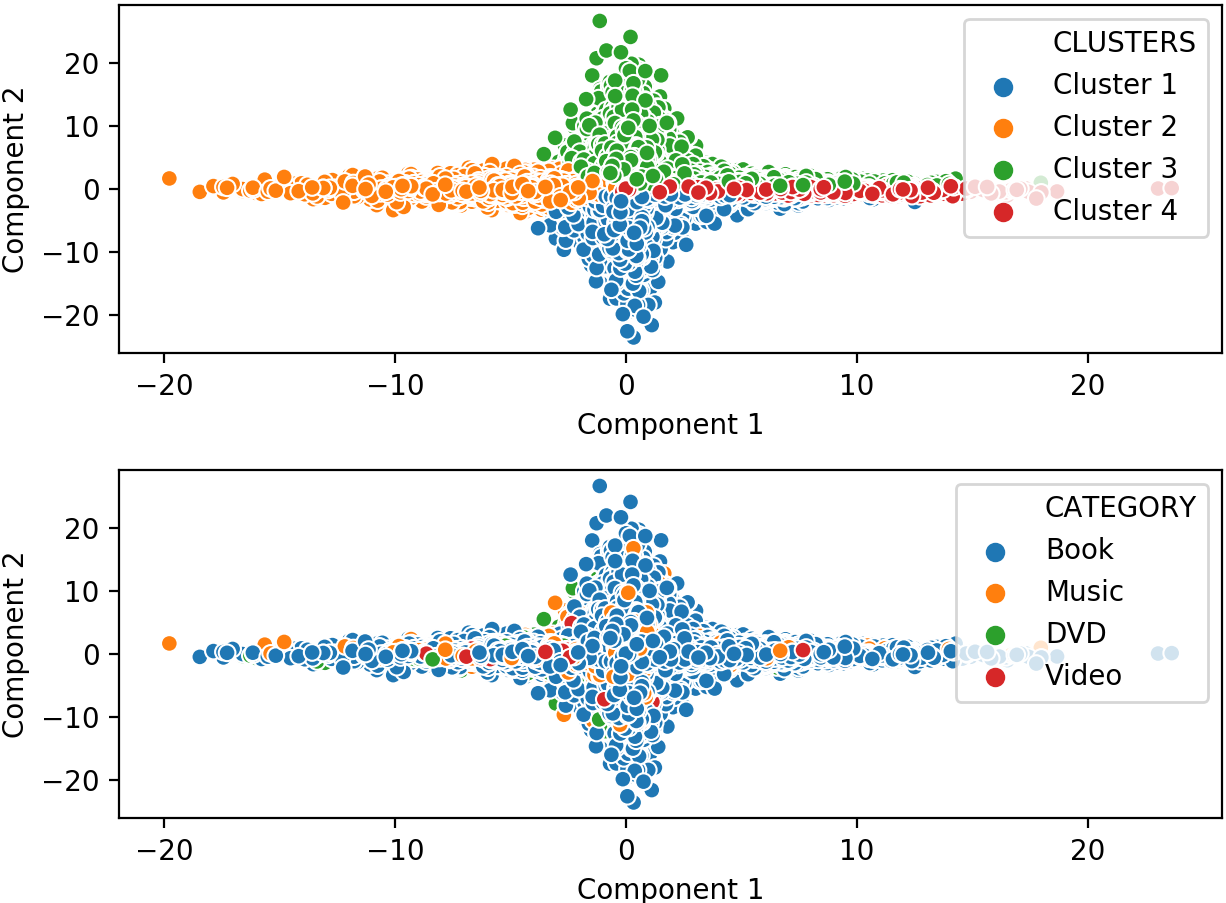 CLUSTERS
Cluster 1
Cluster 2
Cluster 3
Cluster 4
20
10
0
−10
−20
Component 2
−20 −10 0 10 20
Component 1
CATEGORY
Book
Music
DVD
Video
20
10
0
−10
−20
Component 2
−20 −10 0 10 20
Component 1